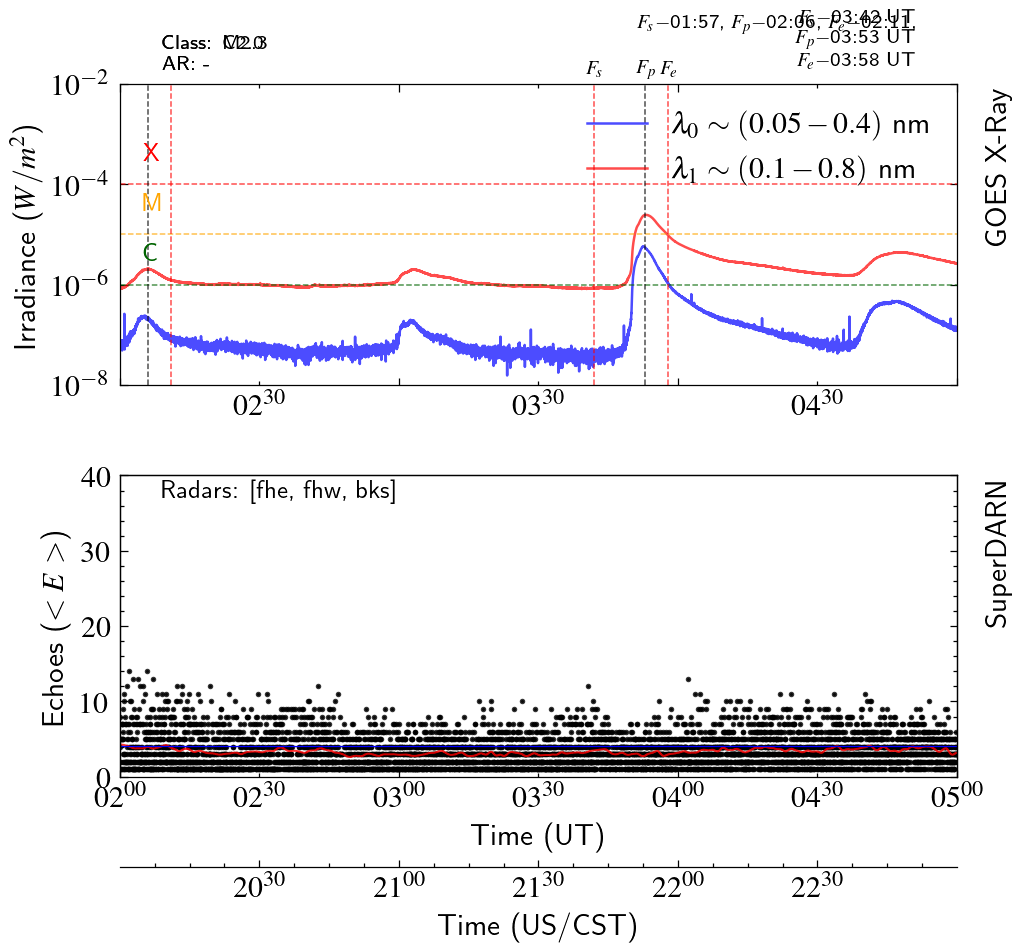 F_s−01:57, F_p−02:06, F_e−02:11,
F_s−03:42 UT
F_p−03:53 UT
F_e−03:58 UT
Class:
AR: -
F_s F_p F_e
10^−2
10^−4
10^−6
10^−8
Irradiance (W/m^2)
X
M
C
λ_0 ∼ (0.05 − 0.4) nm
λ_1 ∼ (0.1 − 0.8) nm
GOES X-Ray
02^30 03^30 04^30
Radars: [fhe, fhw, bks]
40
30
20
10
0
Echoes (< E >)
SuperDARN
02^00 02^30 03^00 03^30 04^00 04^30 05^00
Time (UT)
20^30 21^00 21^30 22^00 22^30
Time (US/CST)